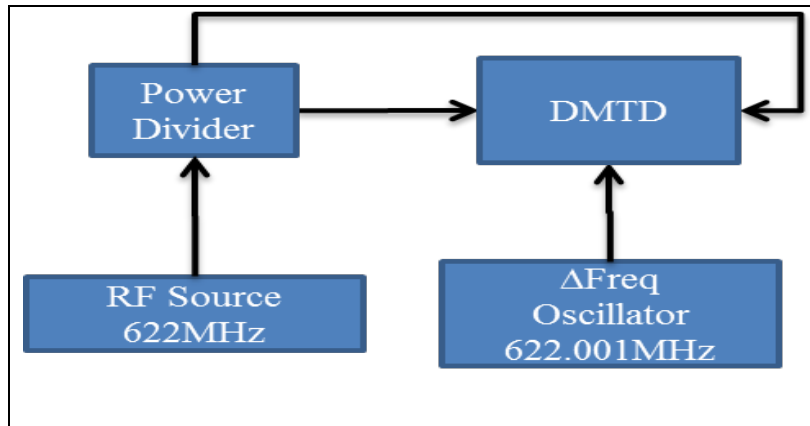 Power
Divider
DMTD
RF Source
622MHz
ΔFreq
Oscillator
622.001MHz